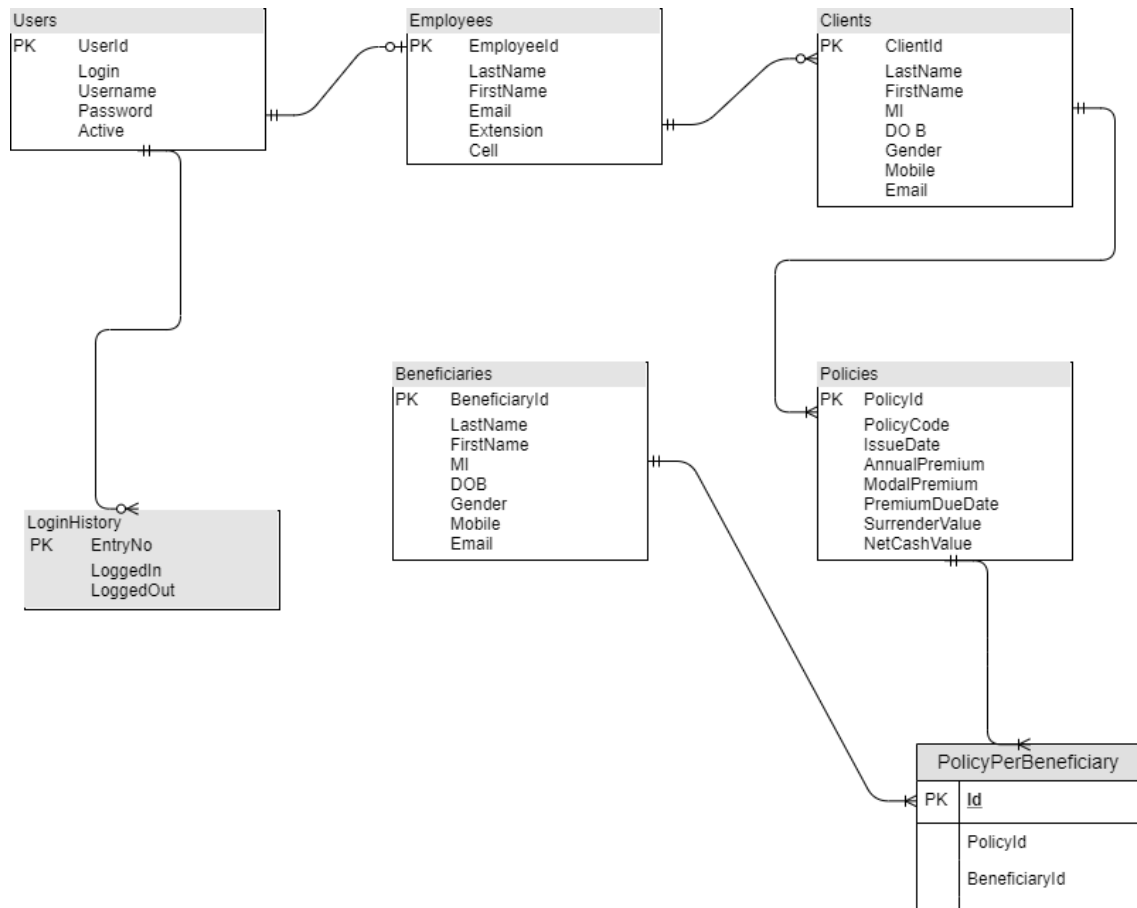 Users
PK UserId
Login
Username
Password
Active
Employees
PK EmployeeId
LastName
FirstName
Email
Extension
Cell
Clients
PK ClientId
LastName
FirstName
MI
DO B
Gender
Mobile
Email
Beneficiaries
PK BeneficiaryId
LastName
FirstName
MI
DOB
Gender
Mobile
Email
Policies
PK PolicyId
PolicyCode
IssueDate
AnnualPremium
ModalPremium
PremiumDueDate
SurrenderValue
NetCashValue
LoginHistory
PK EntryNo
LoggedIn
LoggedOut
PolicyPerBeneficiary
PK Id
PolicyId
BeneficiaryId